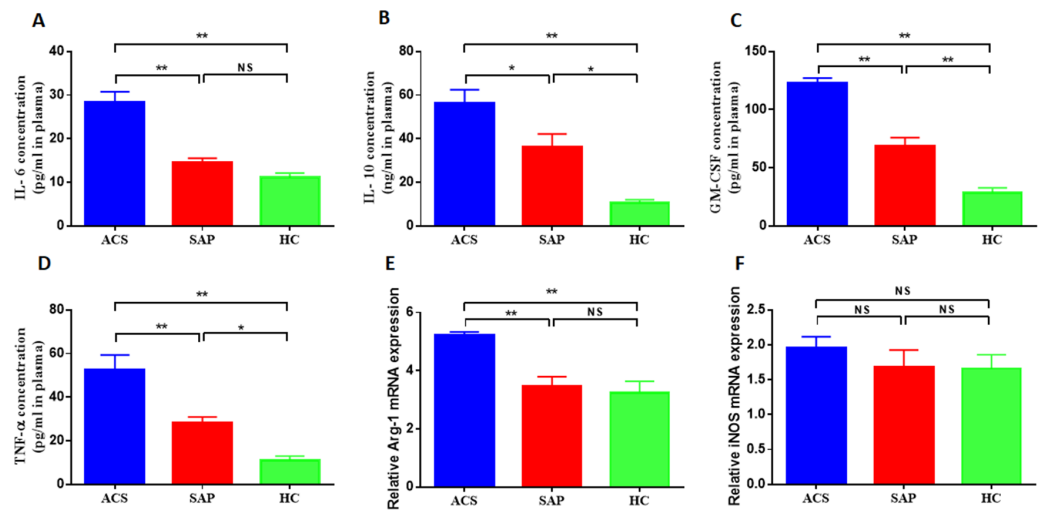 A
IL- 6 concentration
(pg/ml in plasma)
40
30
20
10
0
**
**
NS
ACS
SAP
HC
B
IL- 10 concentration
(ng/ml in plasma)
80
60
40
20
0
**
*
*
ACS
SAP
HC
C
GM-CSF concentration
(pg/ml in plasma)
150
100
50
0
**
**
**
ACS
SAP
HC
D
TNF-α concentration
(pg/ml in plasma)
80
60
40
20
0
**
**
*
ACS
SAP
HC
E
Relative Arg-1 mRNA expression
6
4
2
0
**
**
NS
ACS
SAP
HC
F
Relative iNOS mRNA expression
2.5
2.0
1.5
1.0
0.5
0.0
NS
NS
NS
ACS
SAP
HC